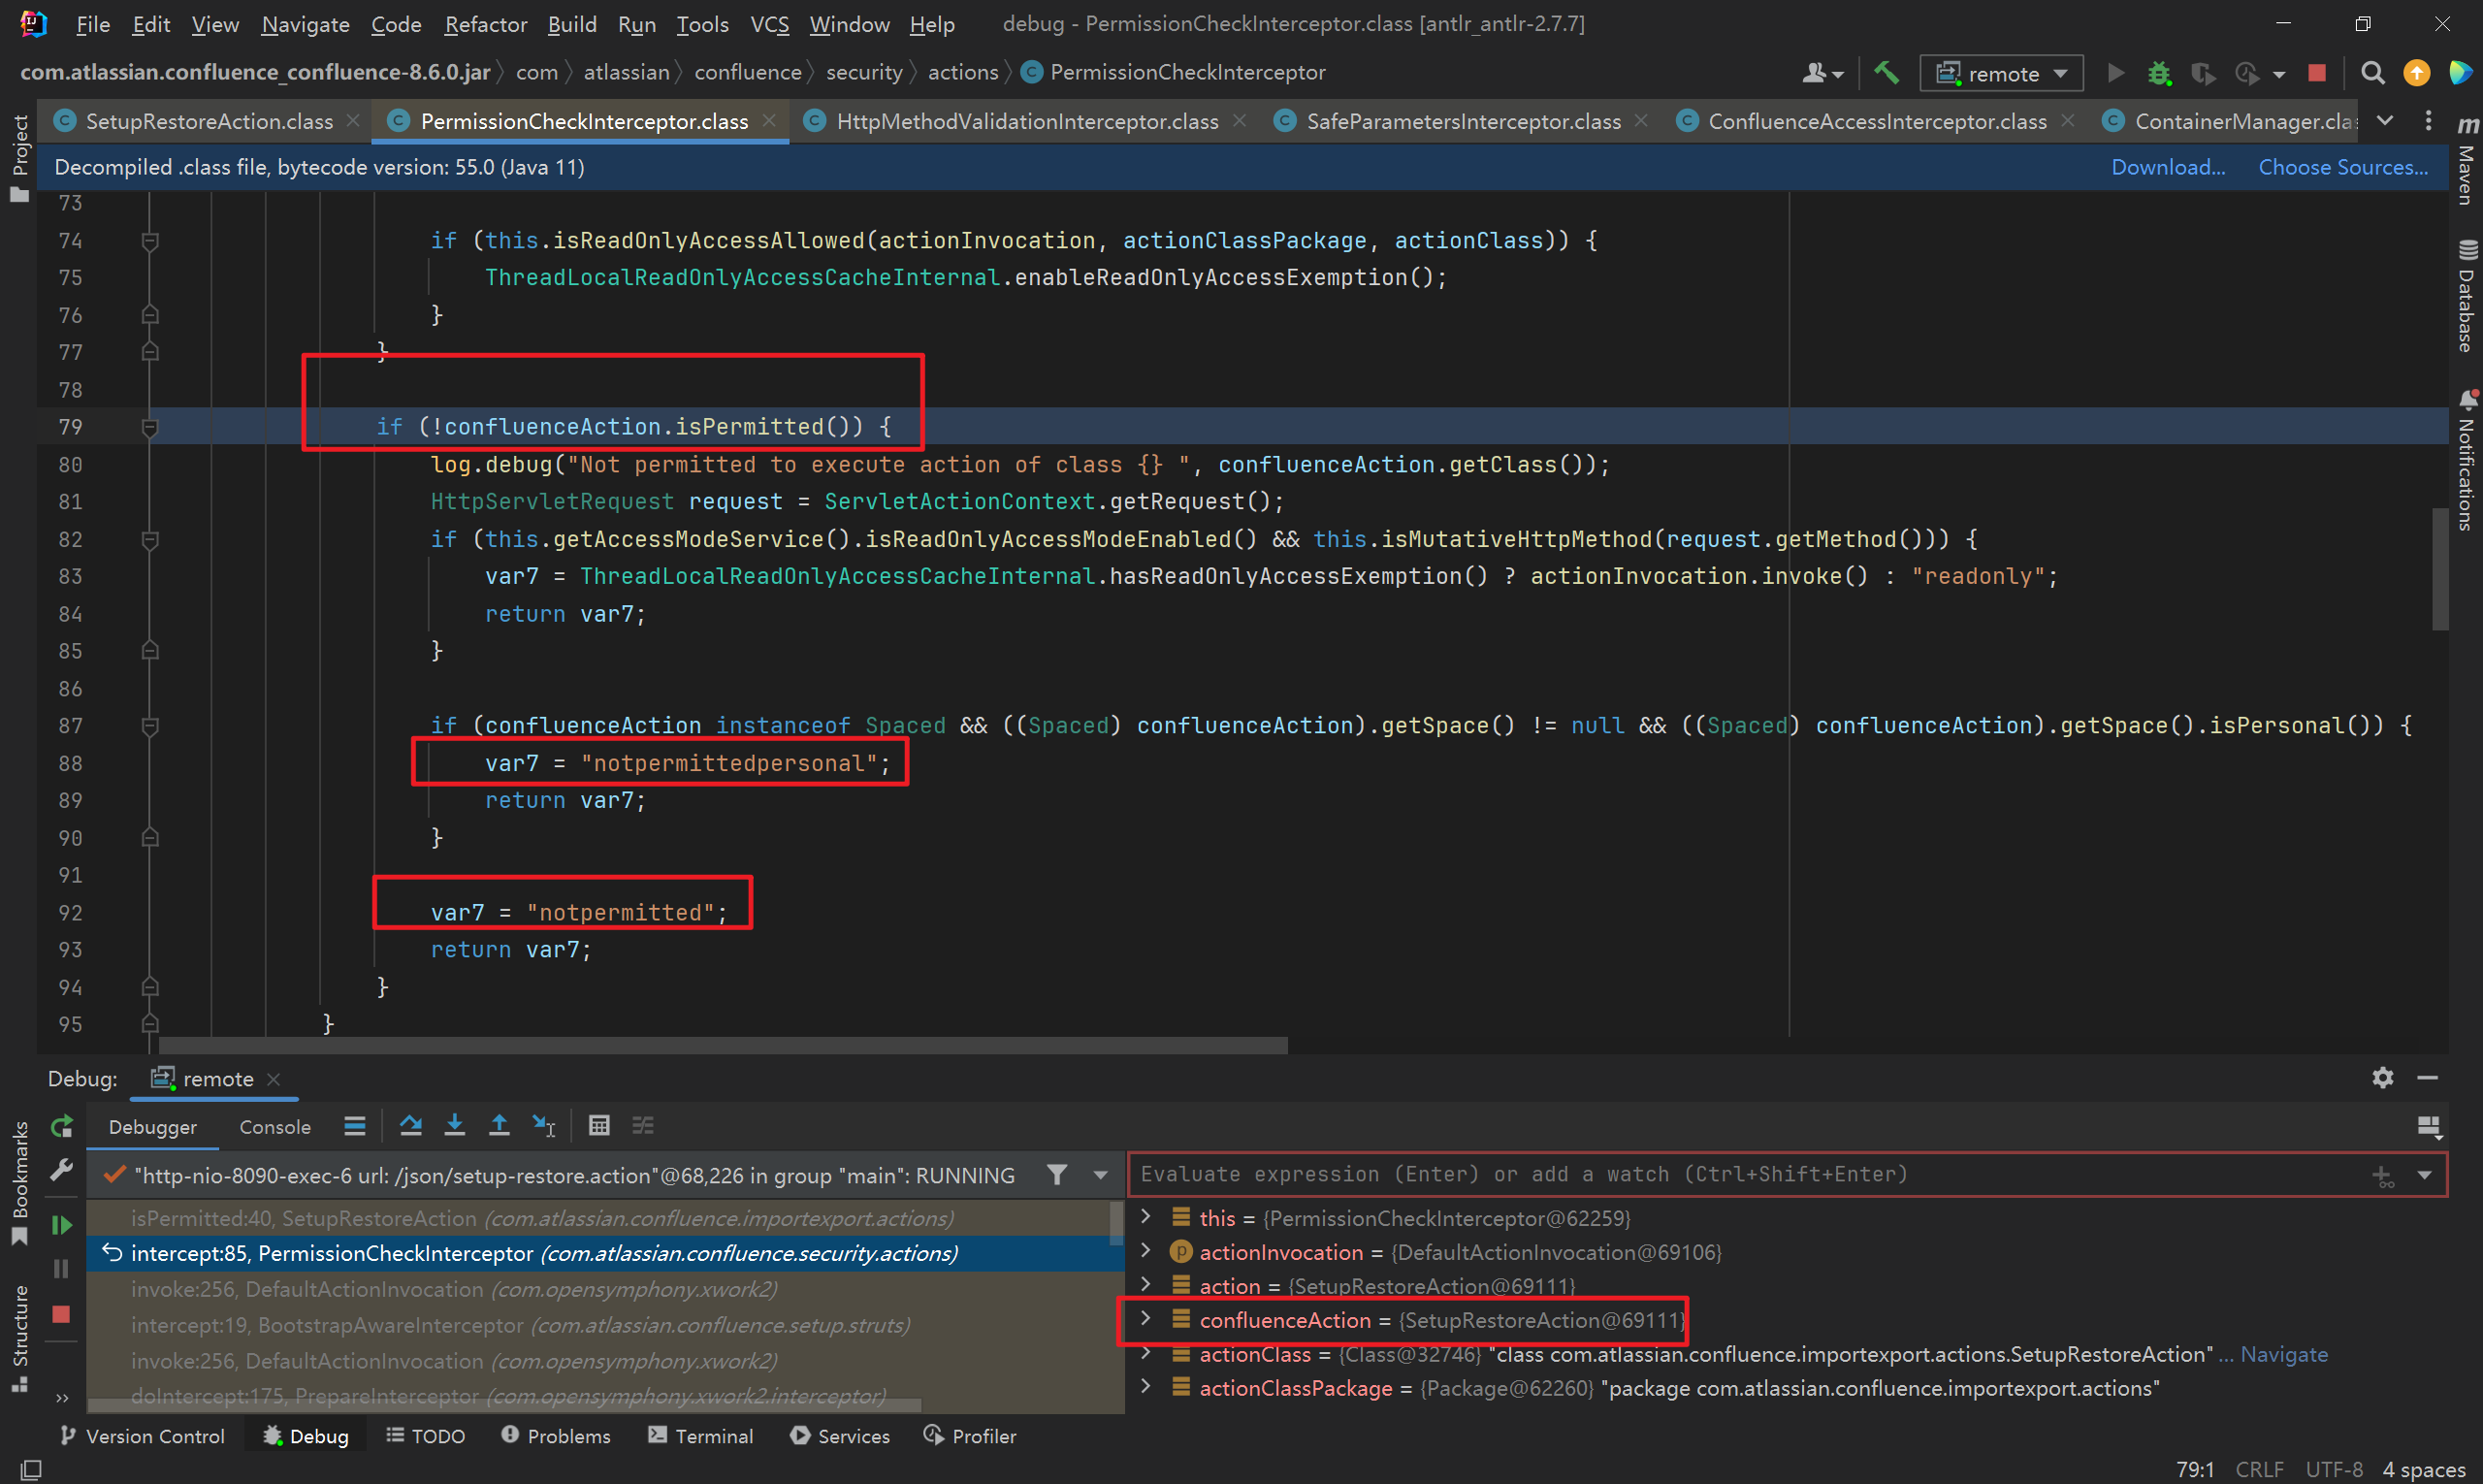 File Edit View Navigate Code Refactor Build Run Tools VCS Window Help debug - PermissionCheckInterceptor.class [antlr_antlr-2.7.7]
com.atlassian.confluence_confluence-8.6.0.jar com atlassian confluence security actions PermissionCheckInterceptor remote
SetupRestoreAction.class PermissionCheckInterceptor.class HttpMethodValidationInterceptor.class SafeParametersInterceptor.class ConfluenceAccessInterceptor.class ContainerManager.cla
Decompiled .class file, bytecode version: 55.0 (Java 11) Download... Choose Sources...
Project
Maven
Database
Notifications
73
74 if (this.isReadOnlyAccessAllowed(actionInvocation, actionClassPackage, actionClass)) {
75 ThreadLocalReadOnlyAccessCacheInternal.enableReadOnlyAccessExemption();
76 }
77 }
78
79 if (!confluenceAction.isPermitted()) {
80 log.debug("Not permitted to execute action of class {} ", confluenceAction.getClass());
81 HttpServletRequest request = ServletActionContext.getRequest();
82 if (this.getAccessModeService().isReadOnlyAccessModeEnabled() && this.isMutativeHttpMethod(request.getMethod())) {
83 var7 = ThreadLocalReadOnlyAccessCacheInternal.hasReadOnlyAccessExemption() ? actionInvocation.invoke() : "readonly";
84 return var7;
85 }
86
87 if (confluenceAction instanceof Spaced && ((Spaced) confluenceAction).getSpace() != null && ((Spaced) confluenceAction).getSpace().isPersonal()) {
88 var7 = "notpermittedpersonal";
89 return var7;
90 }
91
92 var7 = "notpermitted";
93 return var7;
94 }
95 }
Debug: remote
Debugger Console
"http-nio-8090-exec-6 url: /json/setup-restore.action"@68,226 in group "main": RUNNING
Evaluate expression (Enter) or add a watch (Ctrl+Shift+Enter)
isPermitted:40, SetupRestoreAction (com.atlassian.confluence.importexport.actions)
intercept:85, PermissionCheckInterceptor (com.atlassian.confluence.security.actions)
invoke:256, DefaultActionInvocation (com.opensymphony.xwork2)
intercept:19, BootstrapAwareInterceptor (com.atlassian.confluence.setup.struts)
invoke:256, DefaultActionInvocation (com.opensymphony.xwork2)
doIntercept:175, PrepareInterceptor (com.opensymphony.xwork2.interceptor)
this = {PermissionCheckInterceptor@62259}
actionInvocation = {DefaultActionInvocation@69106}
action = {SetupRestoreAction@69111}
confluenceAction = {SetupRestoreAction@69111}
actionClass = {Class@32746} "class com.atlassian.confluence.importexport.actions.SetupRestoreAction" ... Navigate
actionClassPackage = {Package@62260} "package com.atlassian.confluence.importexport.actions"
Bookmarks
Structure
Version Control Debug TODO Problems Terminal Services Profiler
79:1 CRLF UTF-8 4 spaces